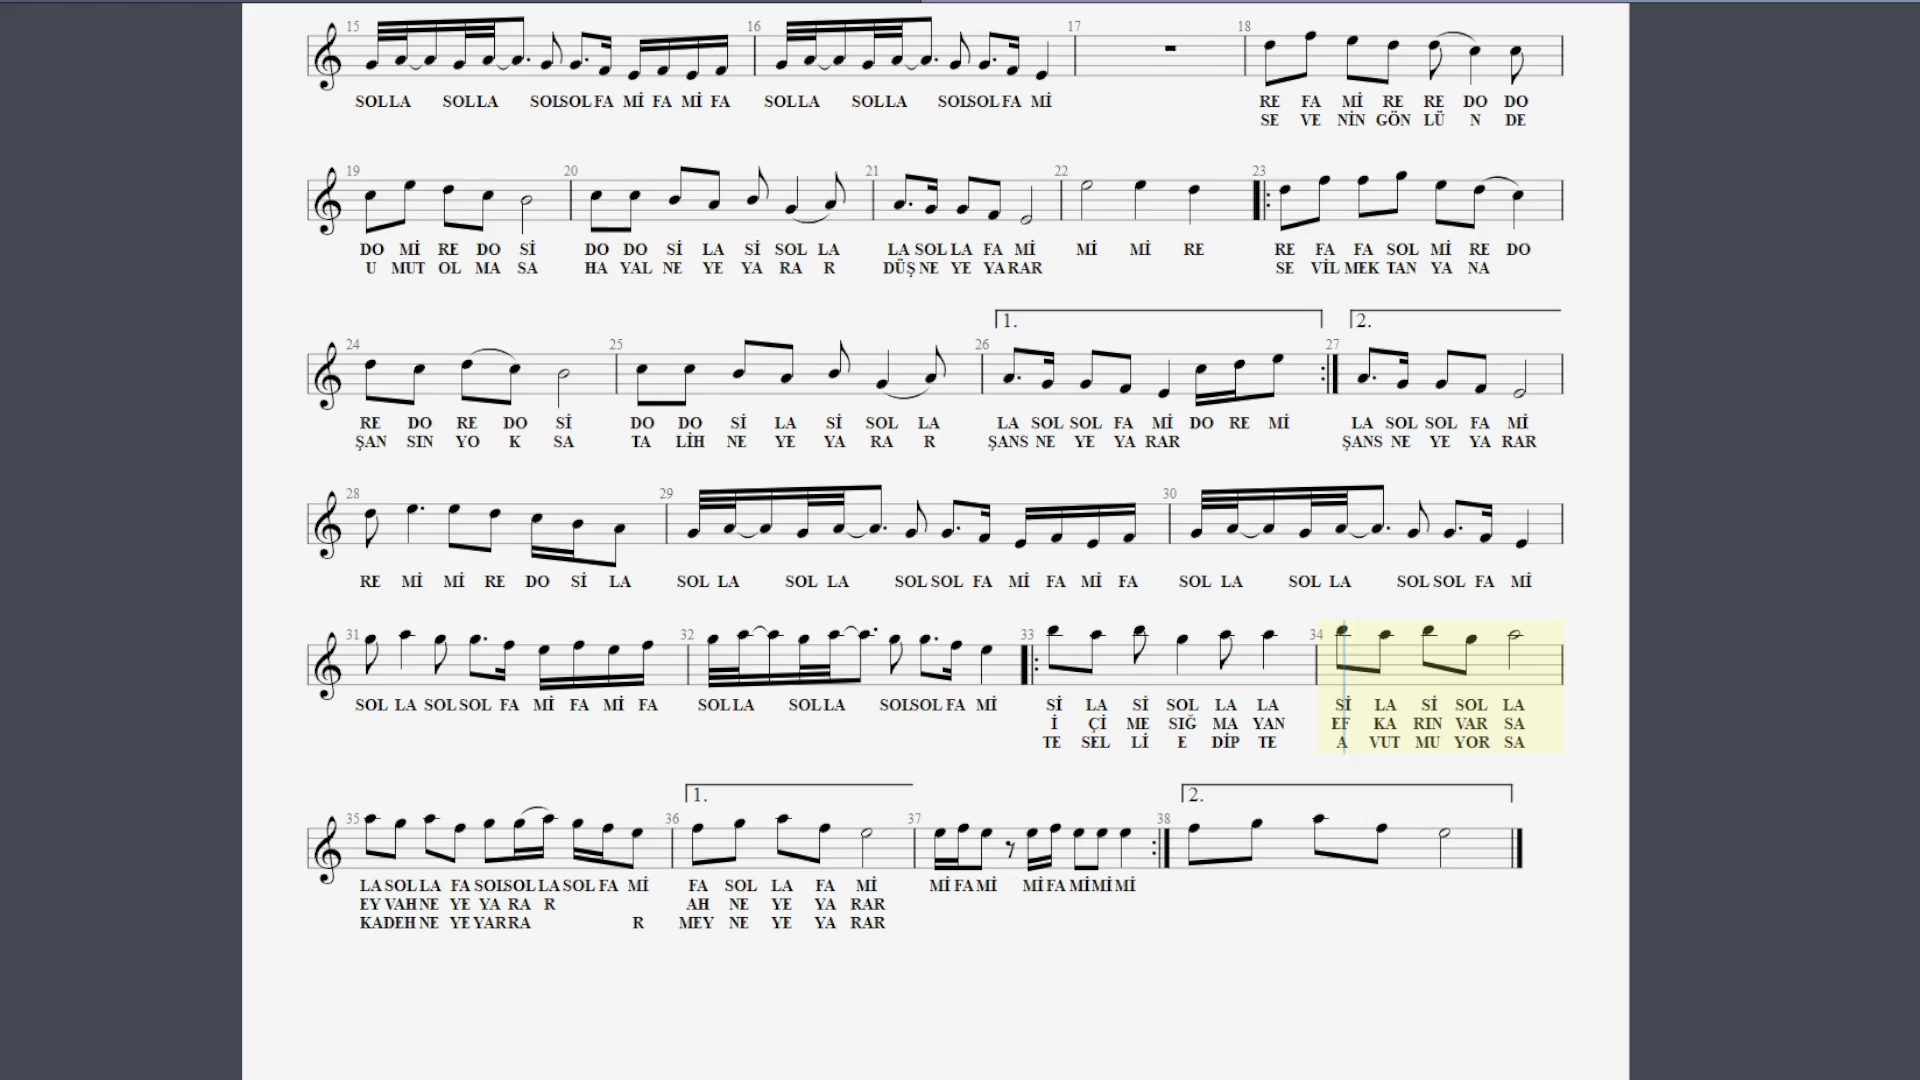 15 16 17 18
SOL LA SOL LA SOL SOL FA Mİ FA Mİ FA SOL LA SOL LA SOL SOL FA Mİ RE FA Mİ RE RE DO DO
SE VE NİN GÖN LÜ N DE
19 20 21 22 23
DO Mİ RE DO Sİ DO DO Sİ LA Sİ SOL LA LA SOL LA FA Mİ Mİ Mİ RE RE FA FA SOL Mİ RE DO
U MUT OL MA SA HA YAL NE YE YA RA R DÜŞ NE YE YA RAR SE VİL MEK TAN YA NA
1. 2.
24 25 26 27
RE DO RE DO Sİ DO DO Sİ LA Sİ SOL LA LA SOL SOL FA Mİ DO RE Mİ LA SOL SOL FA Mİ
ŞAN SIN YO K SA TA LİH NE YE YA RA R ŞANS NE YE YA RAR ŞANS NE YE YA RAR
28 29 30
RE Mİ Mİ RE DO Sİ LA SOL LA SOL LA SOL SOL FA Mİ FA Mİ FA SOL LA SOL LA SOL SOL FA Mİ
31 32 33 34
SOL LA SOL SOL FA Mİ FA Mİ FA SOL LA SOL LA SOL SOL FA Mİ Sİ LA Sİ SOL LA LA Sİ LA Sİ SOL LA
İ Çİ ME SIĞ MA YAN EF KA RIN VAR SA
TE SEL Lİ E DİP TE A VUT MU YOR SA
1. 2.
35 36 37 38
LA SOL LA FA SOL SOL LA SOL FA Mİ FA SOL LA FA Mİ Mİ FA Mİ Mİ FA Mİ Mİ Mİ
EY VAH NE YE YA RA R AH NE YE YA RAR
KADEH NE YE YAR RA R MEY NE YE YA RAR